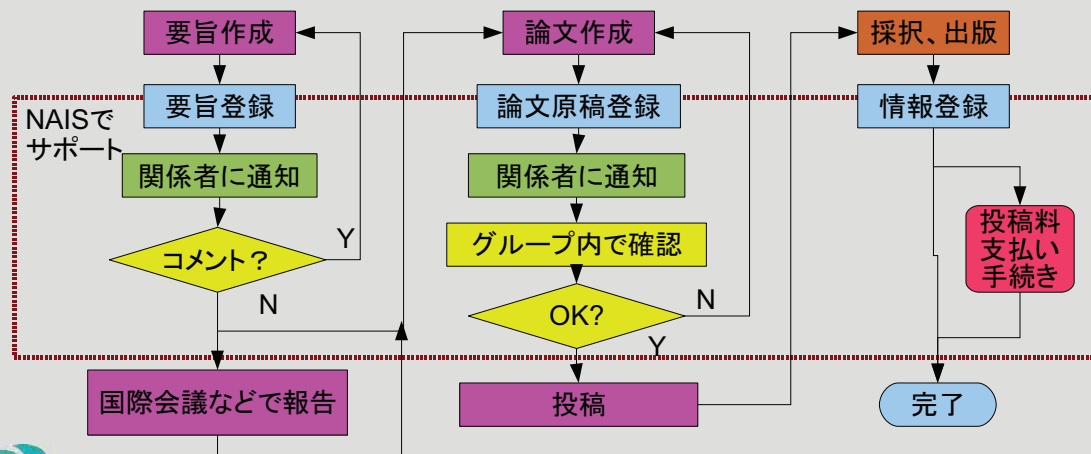 要旨作成
論文作成
採択、出版
要旨登録
論文原稿登録
情報登録
NAISで
サポート
関係者に通知
関係者に通知
投稿料
支払い
手続き
グループ内で確認
コメント？
Y
N
OK?
N
Y
国際会議などで報告
投稿
完了